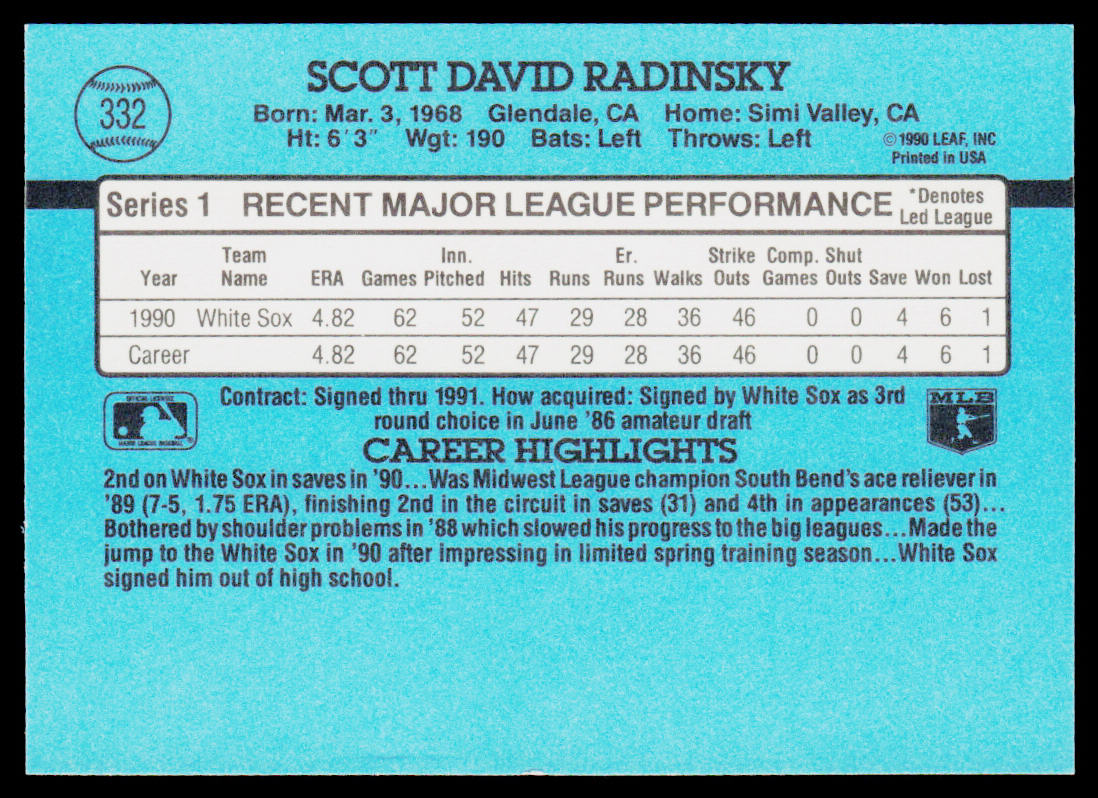 332
SCOTT DAVID RADINSKY
Born: Mar. 3, 1968 Glendale, CA Home: Simi Valley, CA
Ht: 6´3˝ Wgt: 190 Bats: Left Throws: Left
© 1990 LEAF, INC
Printed in USA
Series 1 RECENT MAJOR LEAGUE PERFORMANCE *Denotes
Led League
Team Inn. Er. Strike Comp. Shut
Year Name ERA Games Pitched Hits Runs Runs Walks Outs Games Outs Save Won Lost
1990 White Sox 4.82 62 52 47 29 28 36 46 0 0 4 6 1
Career 4.82 62 52 47 29 28 36 46 0 0 4 6 1
OFFICIAL LICENSEE
MAJOR LEAGUE BASEBALL
Contract: Signed thru 1991. How acquired: Signed by White Sox as 3rd
round choice in June '86 amateur draft
MLB
CAREER HIGHLIGHTS
2nd on White Sox in saves in '90...Was Midwest League champion South Bend's ace reliever in
'89 (7-5, 1.75 ERA), finishing 2nd in the circuit in saves (31) and 4th in appearances (53)...
Bothered by shoulder problems in '88 which slowed his progress to the big leagues...Made the
jump to the White Sox in '90 after impressing in limited spring training season...White Sox
signed him out of high school.